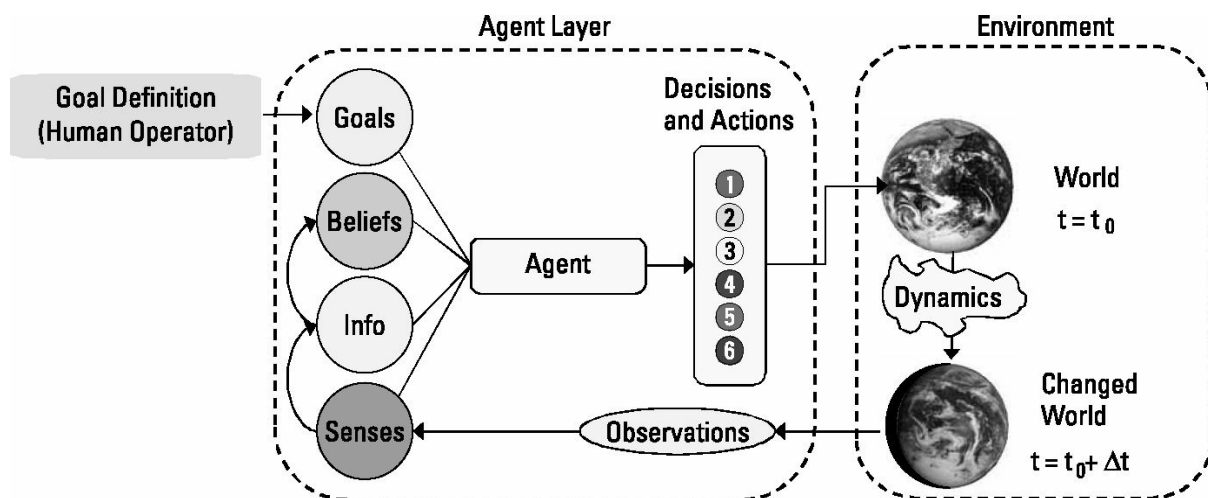 Agent Layer
Environment
Goal Definition
(Human Operator)
Goals
Beliefs
Info
Senses
Agent
Decisions
and Actions
1
2
3
4
5
6
World
t = t₀
Dynamics
Changed
World
t = t₀+ Δt
Observations